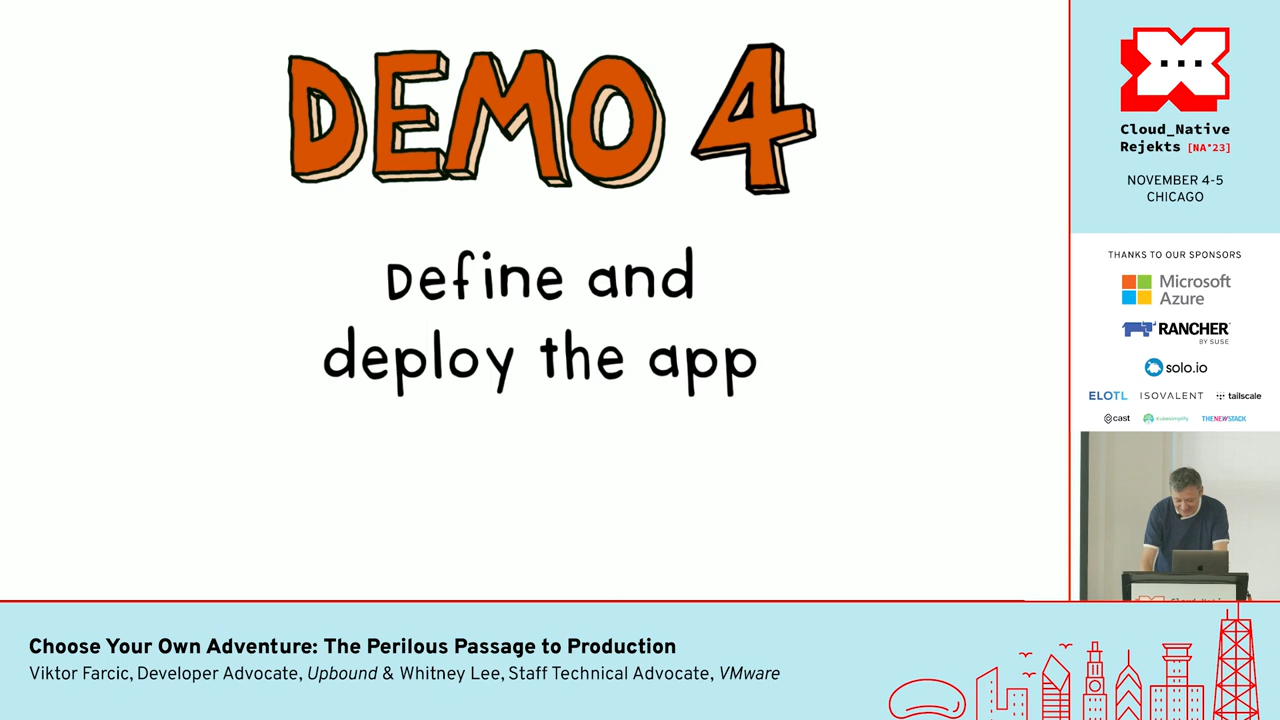 DEMO 4
Define and
deploy the app
Cloud_Native
Rejekts [NA'23]
NOVEMBER 4-5
CHICAGO
THANKS TO OUR SPONSORS
Microsoft
Azure
RANCHER
BY SUSE
solo.io
ELOTL ISOVALENT tailscale
cast Kubesimplify THENEWSTACK
Choose Your Own Adventure: The Perilous Passage to Production
Viktor Farcic, Developer Advocate, Upbound & Whitney Lee, Staff Technical Advocate, VMware